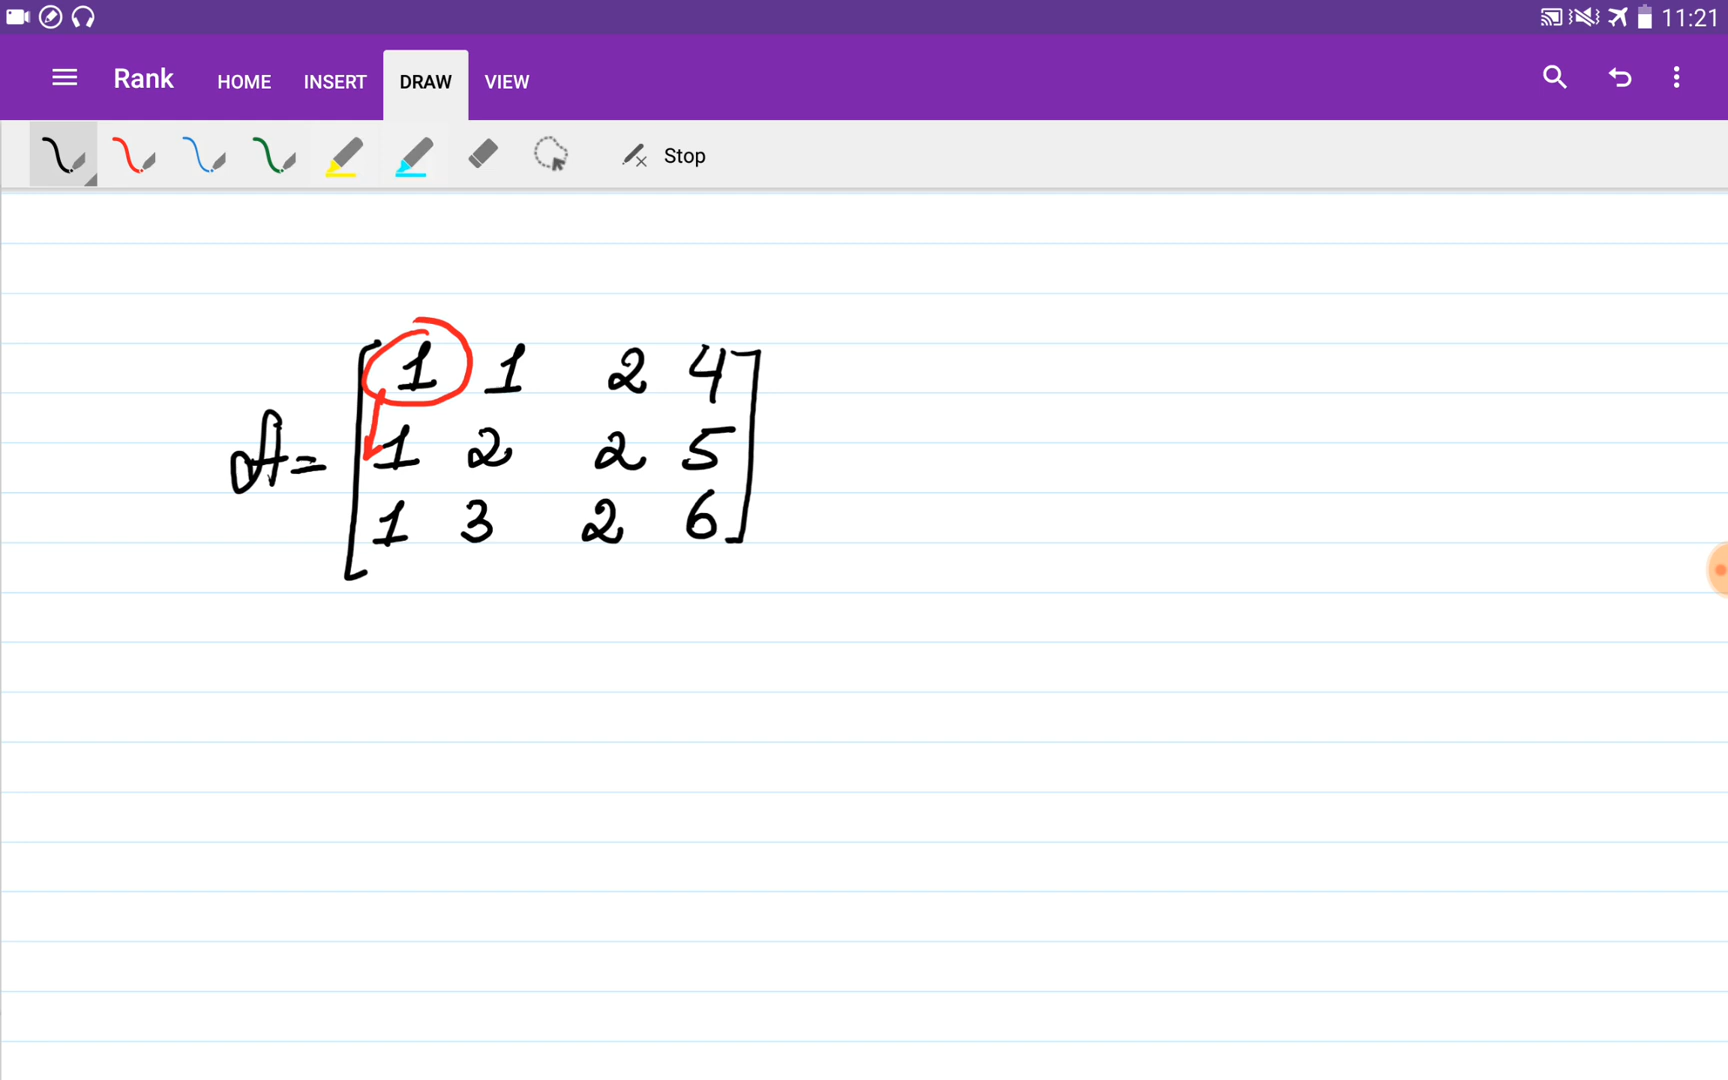 11:21
Rank HOME INSERT DRAW VIEW
Stop
1 1 2 4
A = 1 2 2 5
1 3 2 6